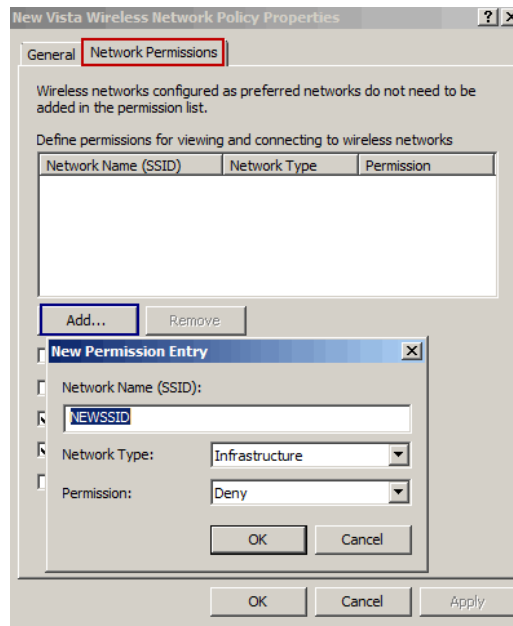 New Vista Wireless Network Policy Properties
General Network Permissions
Wireless networks configured as preferred networks do not need to be
added in the permission list.
Define permissions for viewing and connecting to wireless networks
Network Name (SSID) Network Type Permission
Add... Remove
New Permission Entry
Network Name (SSID):
NEWSSID
Network Type: Infrastructure
Permission: Deny
OK Cancel
OK Cancel Apply